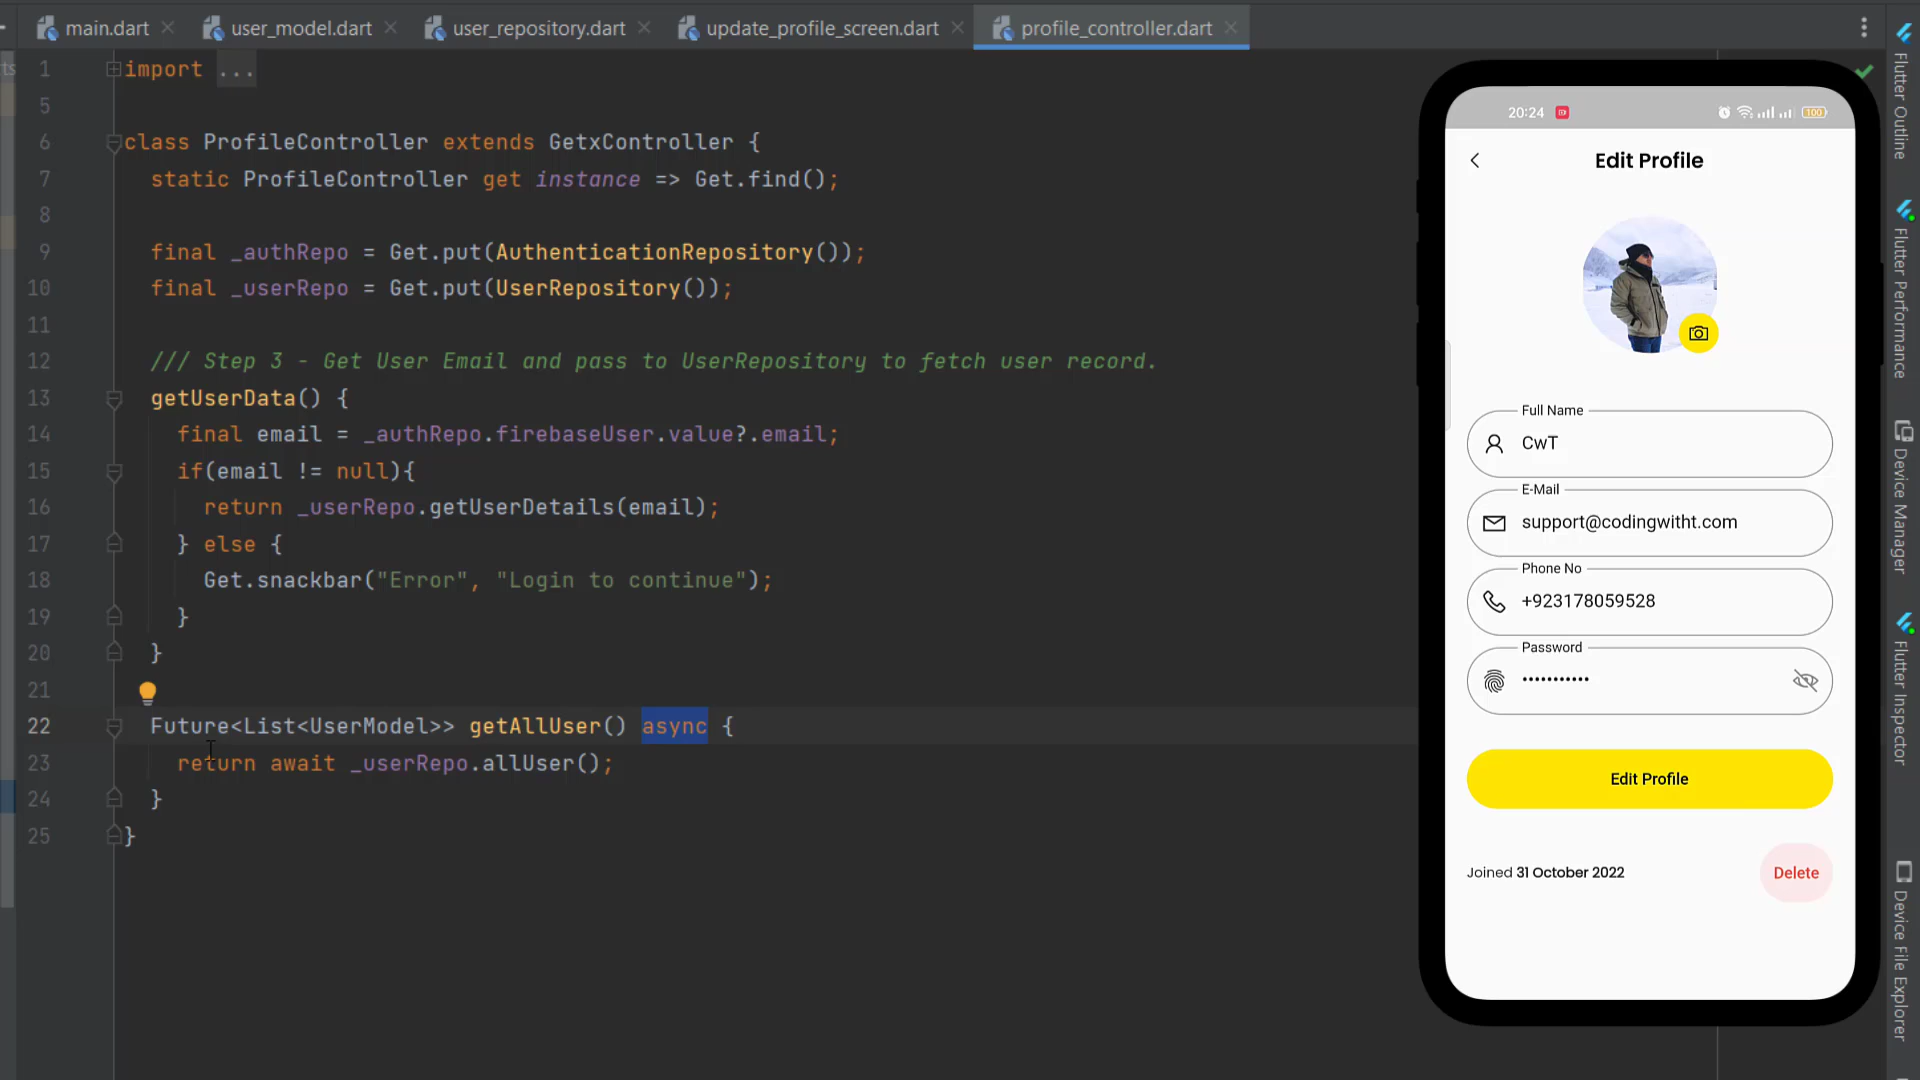 main.dart
user_model.dart
user_repository.dart
update_profile_screen.dart
profile_controller.dart
1 import ...
5
6 class ProfileController extends GetxController {
7 static ProfileController get instance => Get.find();
8
9 final _authRepo = Get.put(AuthenticationRepository());
10 final _userRepo = Get.put(UserRepository());
11
12 /// Step 3 - Get User Email and pass to UserRepository to fetch user record.
13 getUserData() {
14 final email = _authRepo.firebaseUser.value?.email;
15 if(email != null){
16 return _userRepo.getUserDetails(email);
17 } else {
18 Get.snackbar("Error", "Login to continue");
19 }
20 }
21
22 Future<List<UserModel>> getAllUser() async {
23 return await _userRepo.allUser();
24 }
25 }
20:24
100
Edit Profile
Full Name
CwT
E-Mail
support@codingwitht.com
Phone No
+923178059528
Password
•••••••••••
Edit Profile
Joined 31 October 2022
Delete
Flutter Outline
Flutter Performance
Device Manager
Flutter Inspector
Device File Explorer